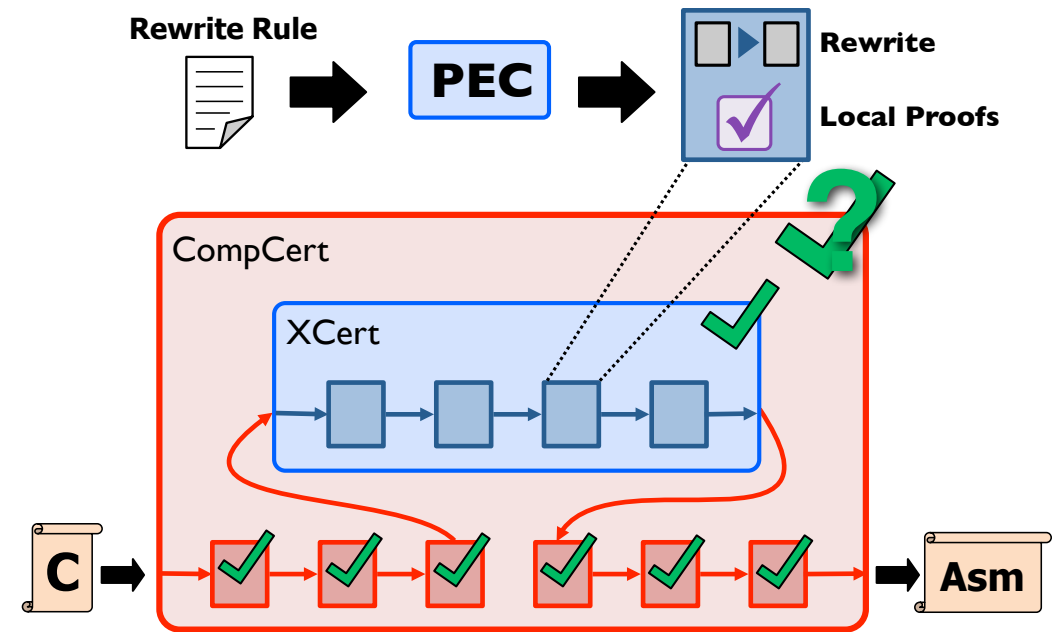 Rewrite Rule
PEC
Rewrite
Local Proofs
?
CompCert
XCert
C
Asm